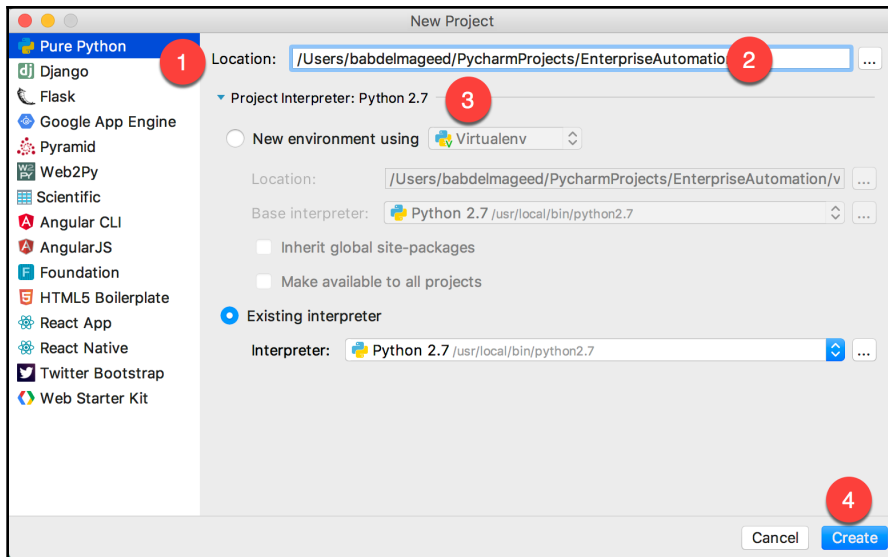 New Project
Pure Python
Django
Flask
Google App Engine
Pyramid
Web2Py
Scientific
Angular CLI
AngularJS
Foundation
HTML5 Boilerplate
React App
React Native
Twitter Bootstrap
Web Starter Kit
1
Location: /Users/babdelmageed/PycharmProjects/EnterpriseAutomation ...
2
Project Interpreter: Python 2.7
3
New environment using Virtualenv
Location: /Users/babdelmageed/PycharmProjects/EnterpriseAutomation/v ...
Base interpreter: Python 2.7 /usr/local/bin/python2.7 ...
Inherit global site-packages
Make available to all projects
Existing interpreter
Interpreter: Python 2.7 /usr/local/bin/python2.7 ...
4
Cancel Create